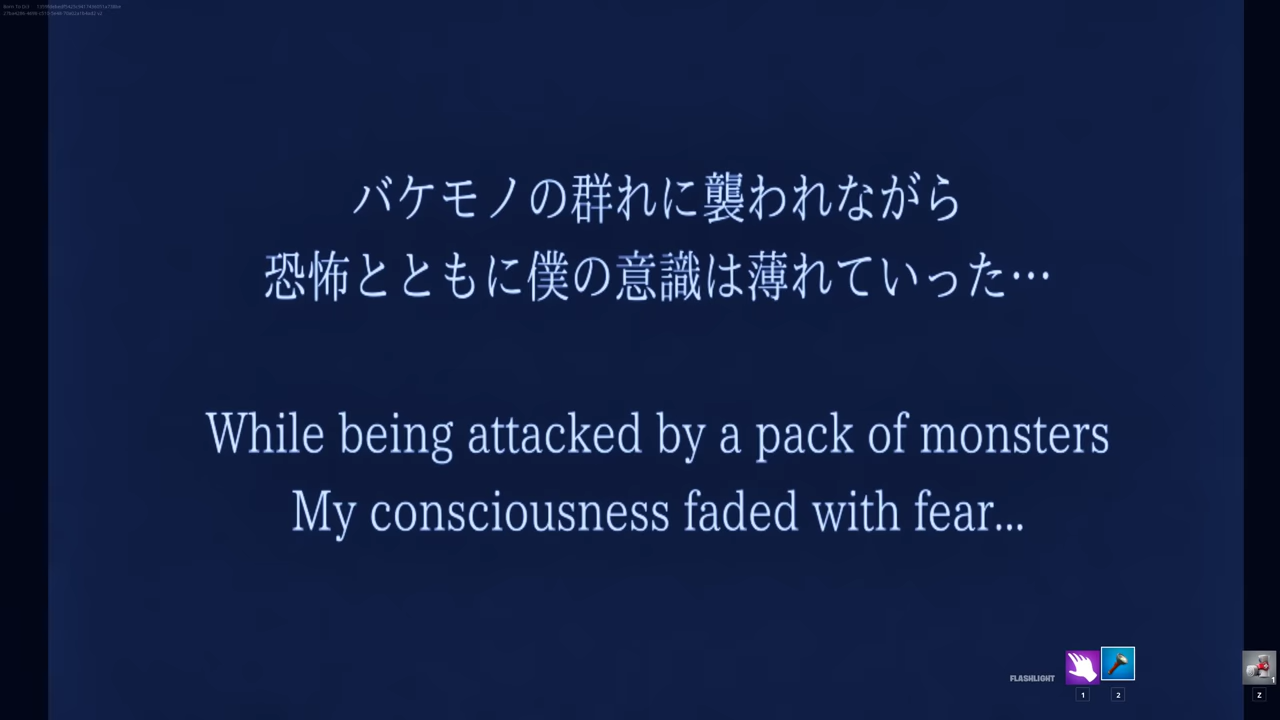 バケモノの群れに襲われながら
恐怖とともに僕の意識は薄れていった…
While being attacked by a pack of monsters
My consciousness faded with fear...
FLASHLIGHT
1
2
1
Z